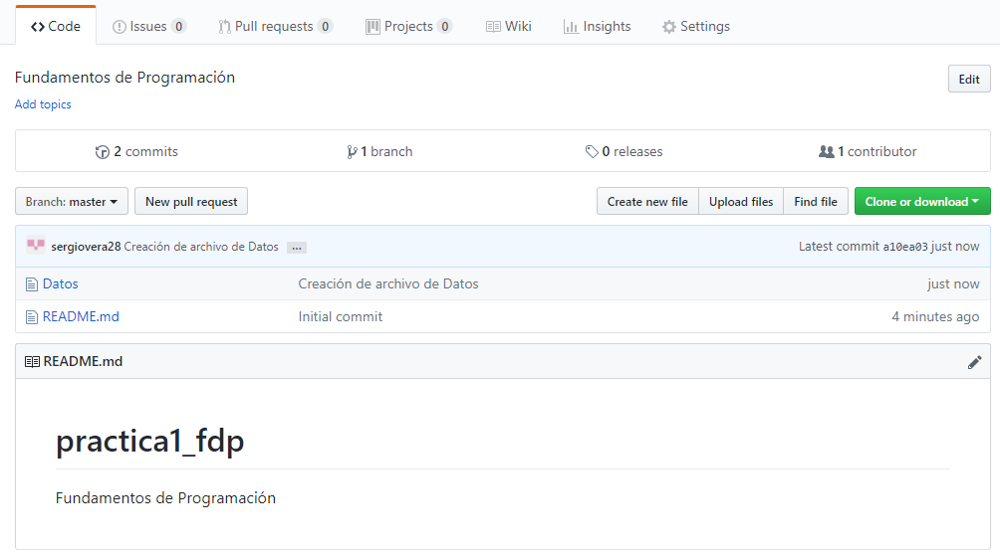 Code Issues 0 Pull requests 0 Projects 0 Wiki Insights Settings
Fundamentos de Programación Edit
Add topics
2 commits 1 branch 0 releases 1 contributor
Branch: master New pull request Create new file Upload files Find file Clone or download
sergiovera28 Creación de archivo de Datos ... Latest commit a10ea03 just now
Datos Creación de archivo de Datos just now
README.md Initial commit 4 minutes ago
README.md
practica1_fdp
Fundamentos de Programación